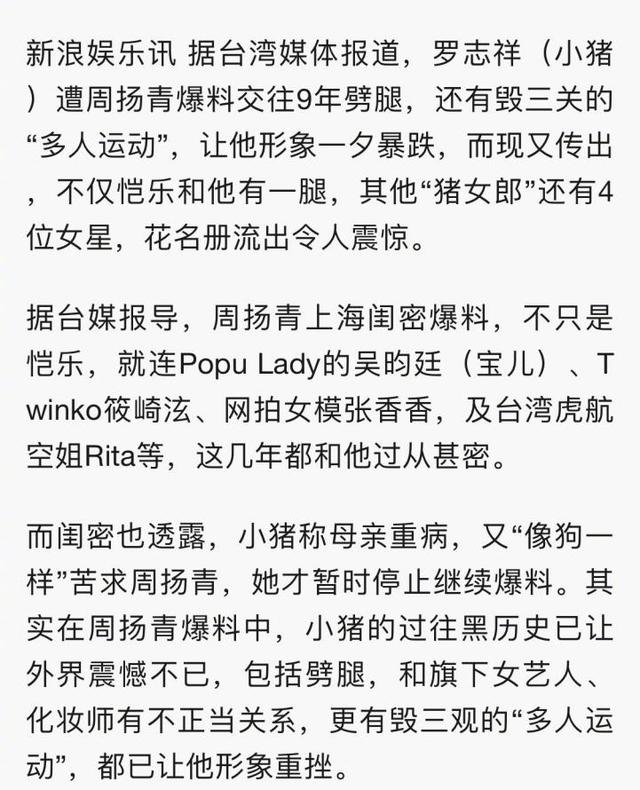 新浪娱乐讯 据台湾媒体报道，罗志祥（小猪
）遭周扬青爆料交往9年劈腿，还有毁三关的
“多人运动”，让他形象一夕暴跌，而现又传出
，不仅恺乐和他有一腿，其他“猪女郎”还有4
位女星，花名册流出令人震惊。
据台媒报导，周扬青上海闺密爆料，不只是
恺乐，就连Popu Lady的吴昀廷（宝儿）、T
winko筱崎泫、网拍女模张香香，及台湾虎航
空姐Rita等，这几年都和他过从甚密。
而闺密也透露，小猪称母亲重病，又“像狗一
样”苦求周扬青，她才暂时停止继续爆料。其
实在周扬青爆料中，小猪的过往黑历史已让
外界震憾不已，包括劈腿，和旗下女艺人、
化妆师有不正当关系，更有毁三观的“多人运
动”，都已让他形象重挫。